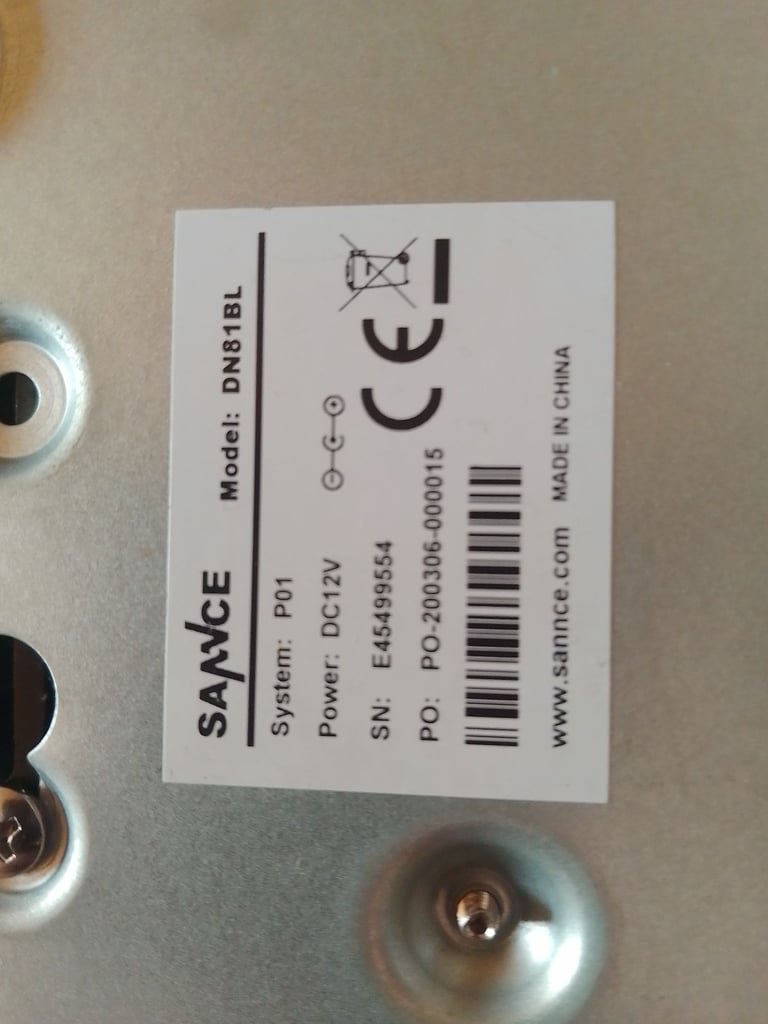 SANNCE Model: DN81BL
System: P01
Power: DC12V
SN: E45499554
PO: PO-200306-000015
www.sannce.com MADE IN CHINA